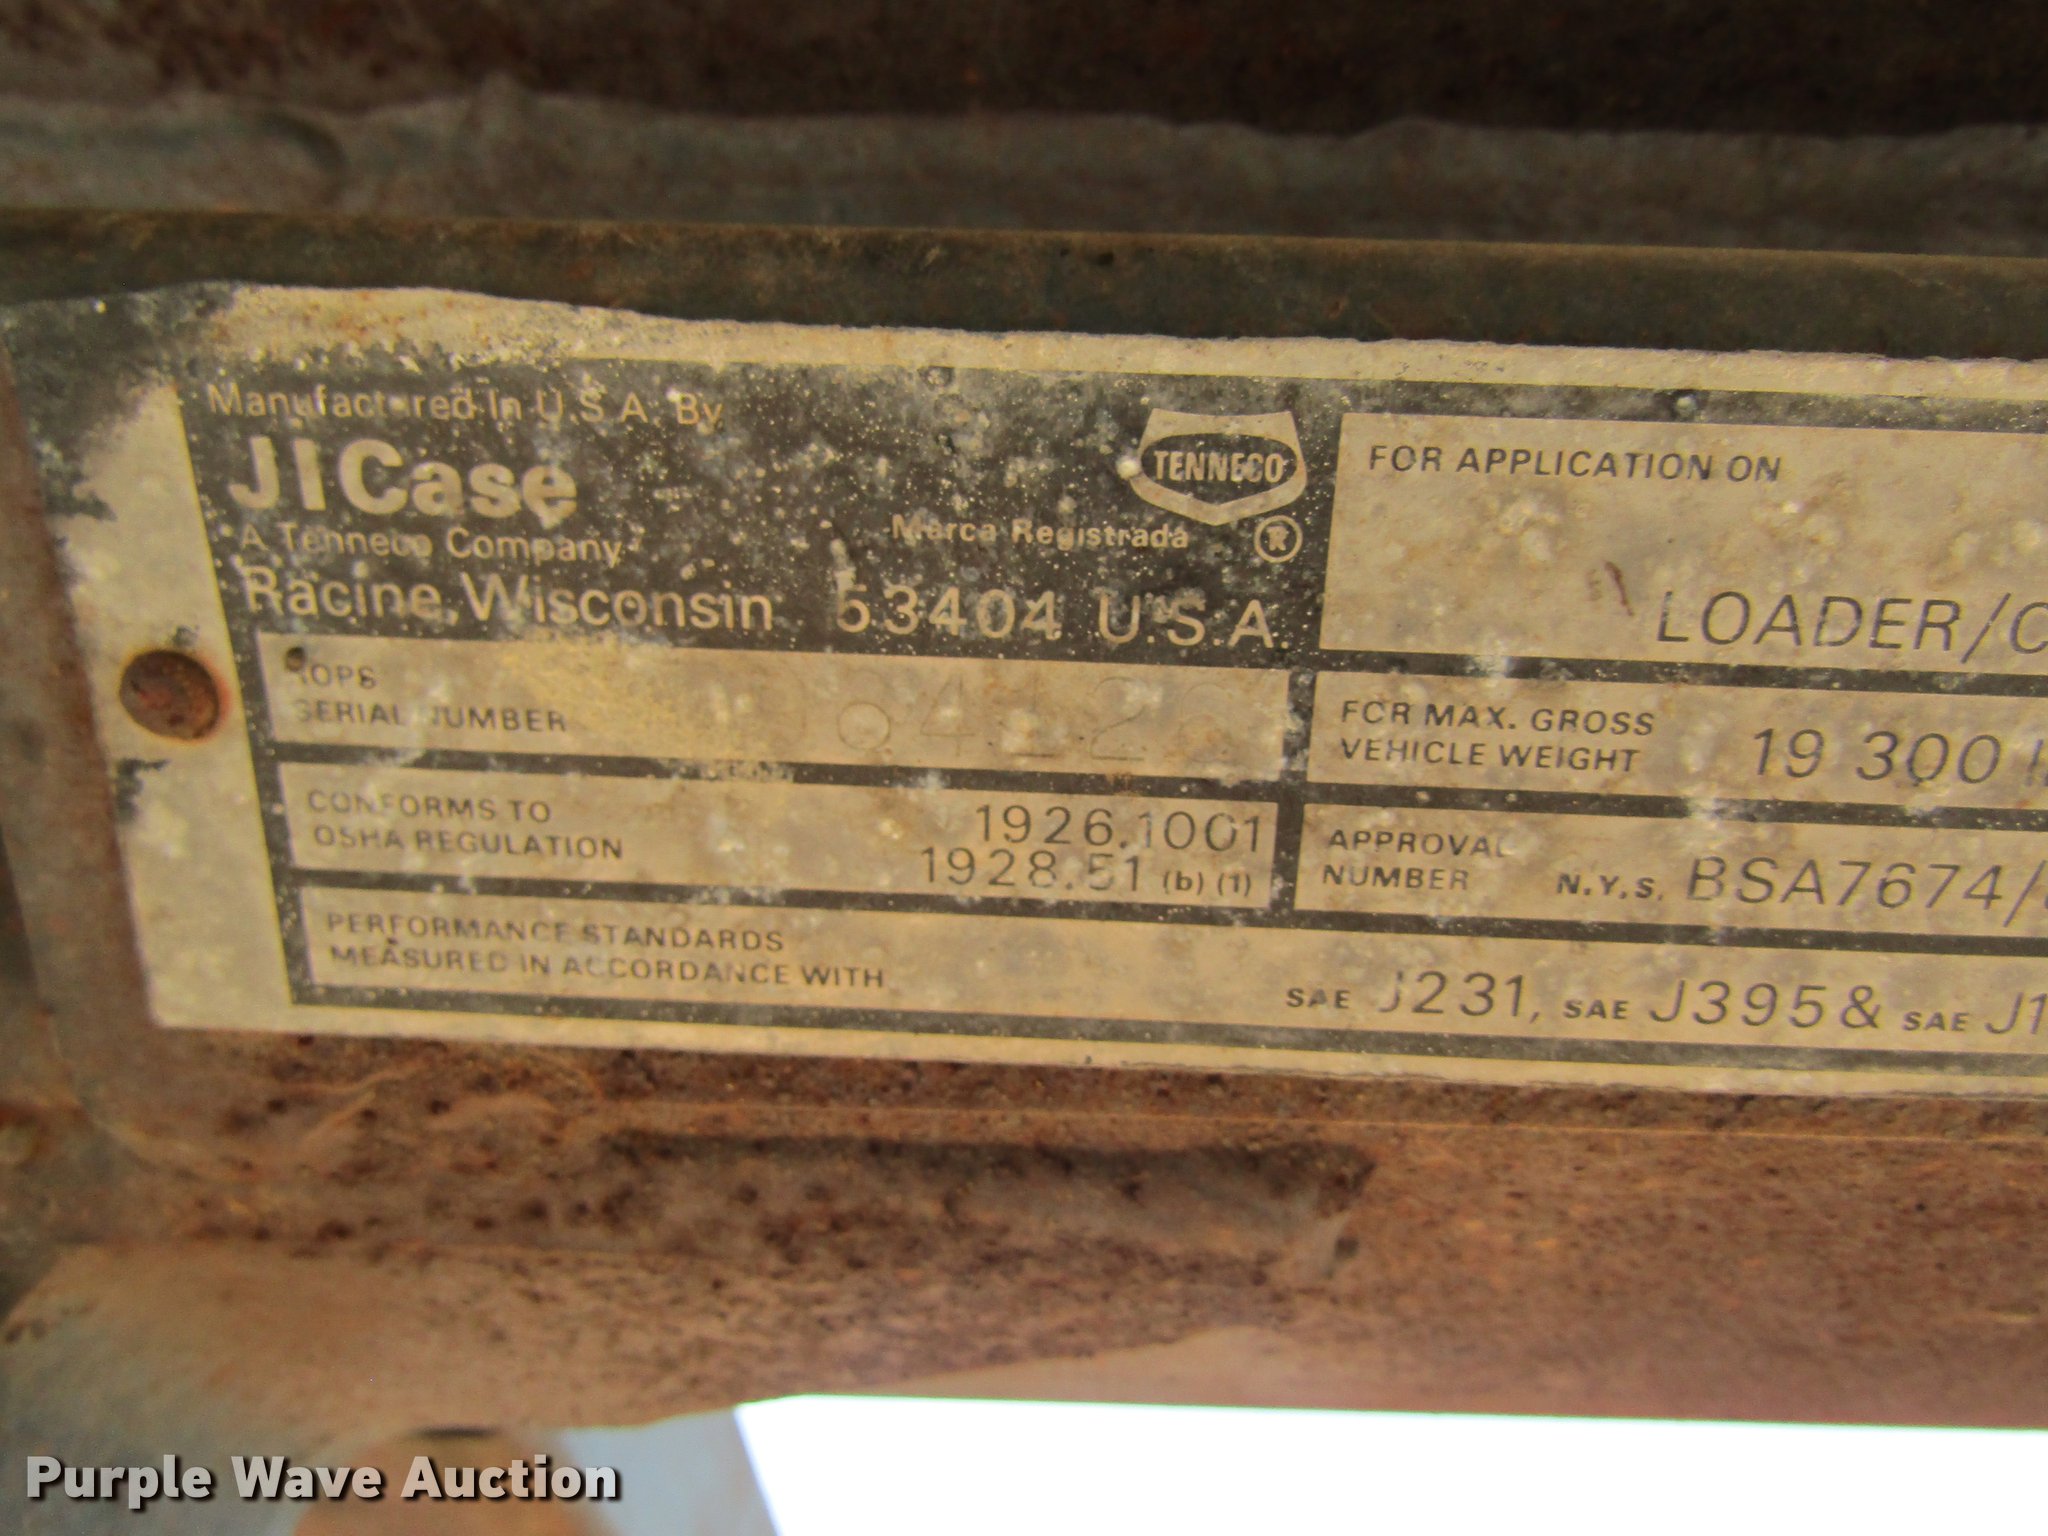 Manufactured In U.S.A. By
JI Case
A Tenneco Company
Racine, Wisconsin 53404 U.S.A.
TENNECO
Marca Registrada ®
FOR APPLICATION ON
LOADER/C
ROPS
SERIAL NUMBER
FOR MAX. GROSS
VEHICLE WEIGHT 19 300
CONFORMS TO
OSHA REGULATION
1926.1001
1928.51 (b) (1)
APPROVAL
NUMBER N.Y.S. BSA7674/
PERFORMANCE STANDARDS
MEASURED IN ACCORDANCE WITH
SAE J231, SAE J395 & SAE J1
Purple Wave Auction